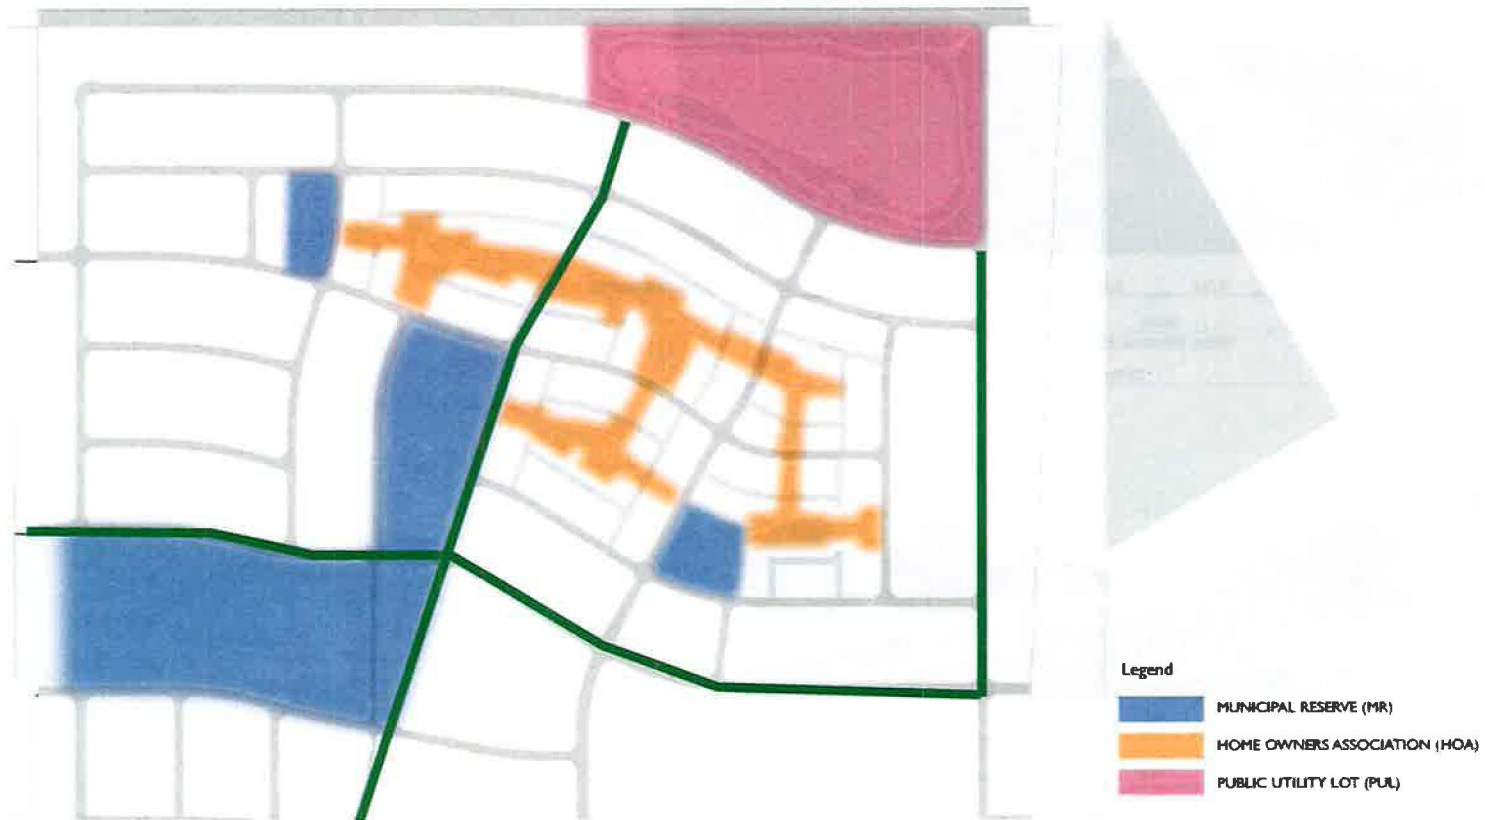 Legend
MUNICIPAL RESERVE (MR)
HOME OWNERS ASSOCIATION (HOA)
PUBLIC UTILITY LOT (PUL)